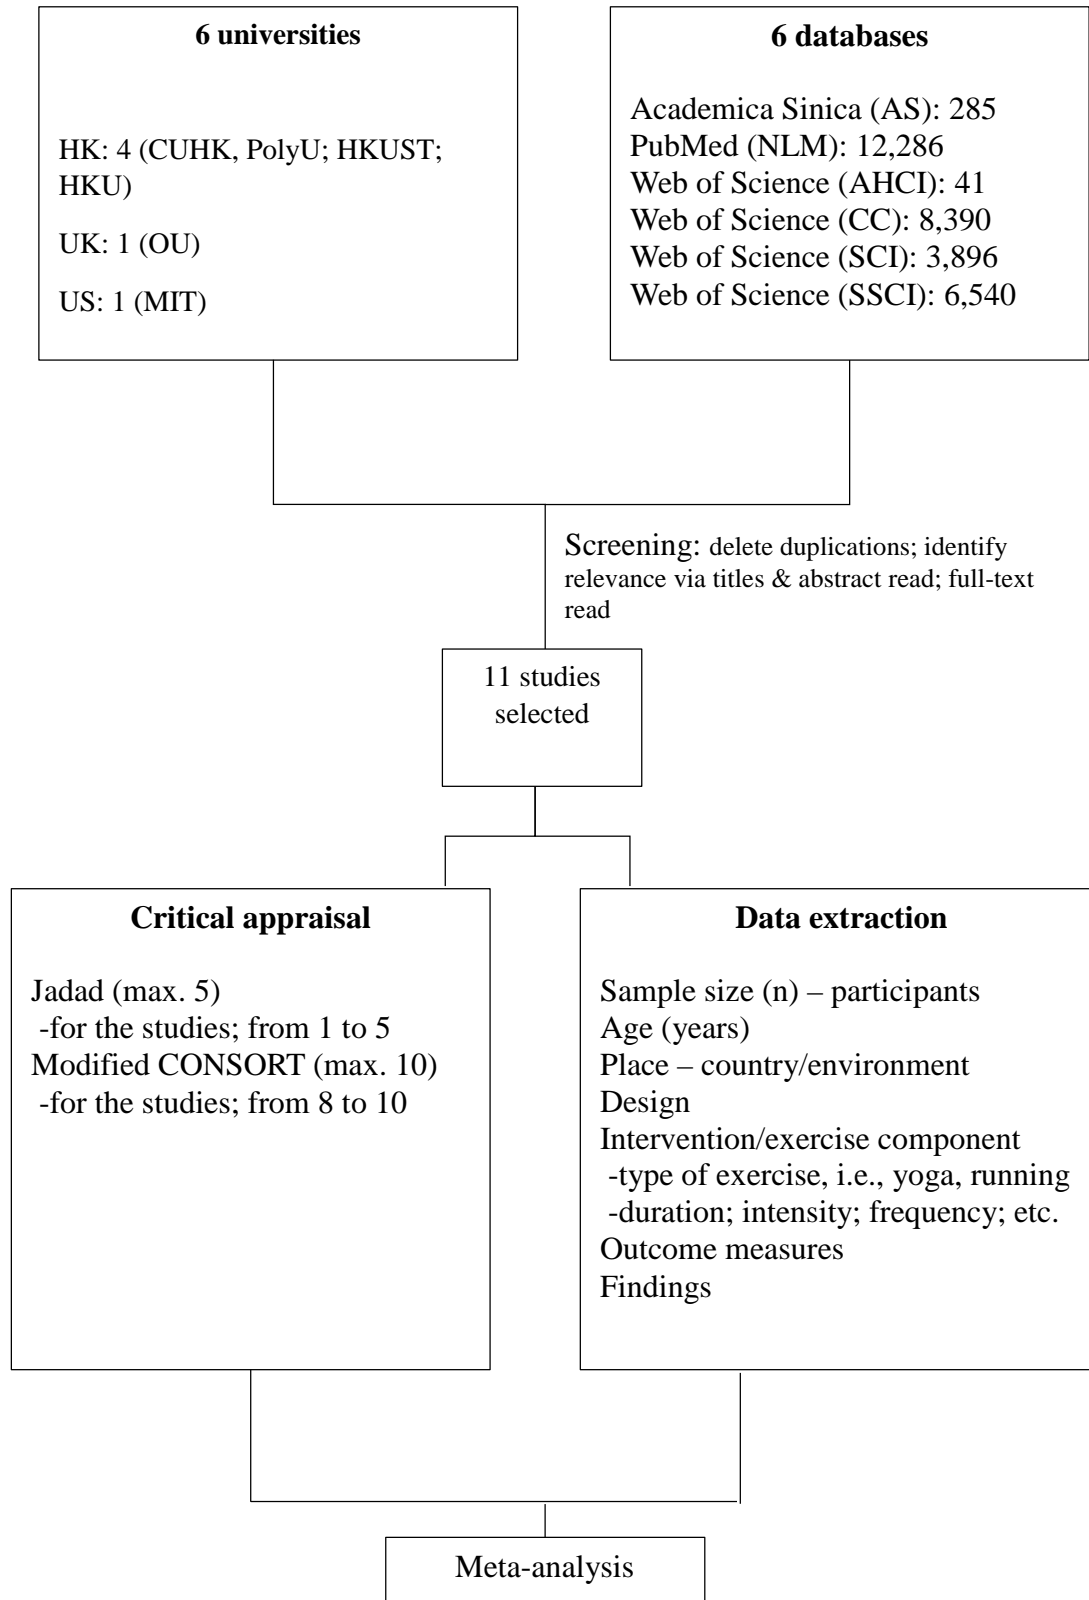 6 universities
HK: 4 (CUHK, PolyU; HKUST;
HKU)
UK: 1 (OU)
US: 1 (MIT)
6 databases
Academica Sinica (AS): 285
PubMed (NLM): 12,286
Web of Science (AHCI): 41
Web of Science (CC): 8,390
Web of Science (SCI): 3,896
Web of Science (SSCI): 6,540
Screening: delete duplications; identify
relevance via titles & abstract read; full-text
read
11 studies
selected
Critical appraisal
Jadad (max. 5)
-for the studies; from 1 to 5
Modified CONSORT (max. 10)
-for the studies; from 8 to 10
Data extraction
Sample size (n) – participants
Age (years)
Place – country/environment
Design
Intervention/exercise component
-type of exercise, i.e., yoga, running
-duration; intensity; frequency; etc.
Outcome measures
Findings
Meta-analysis